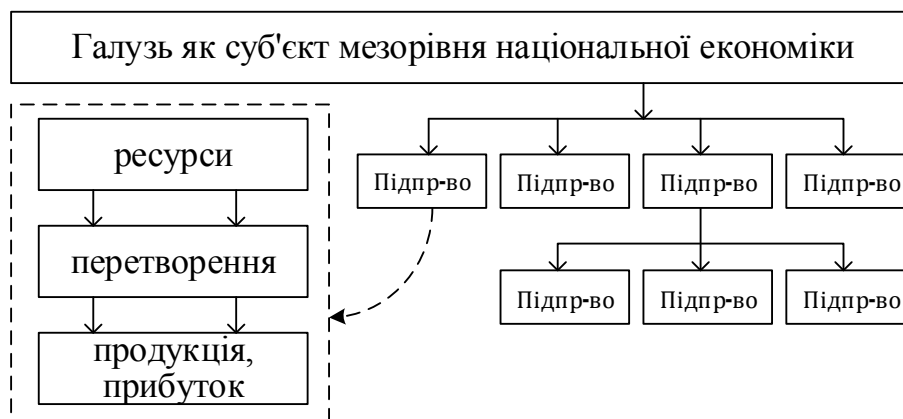 Галузь як суб'єкт мезорівня національної економіки
ресурси
перетворення
продукція,
прибуток
Підпр-во
Підпр-во
Підпр-во
Підпр-во
Підпр-во
Підпр-во
Підпр-во